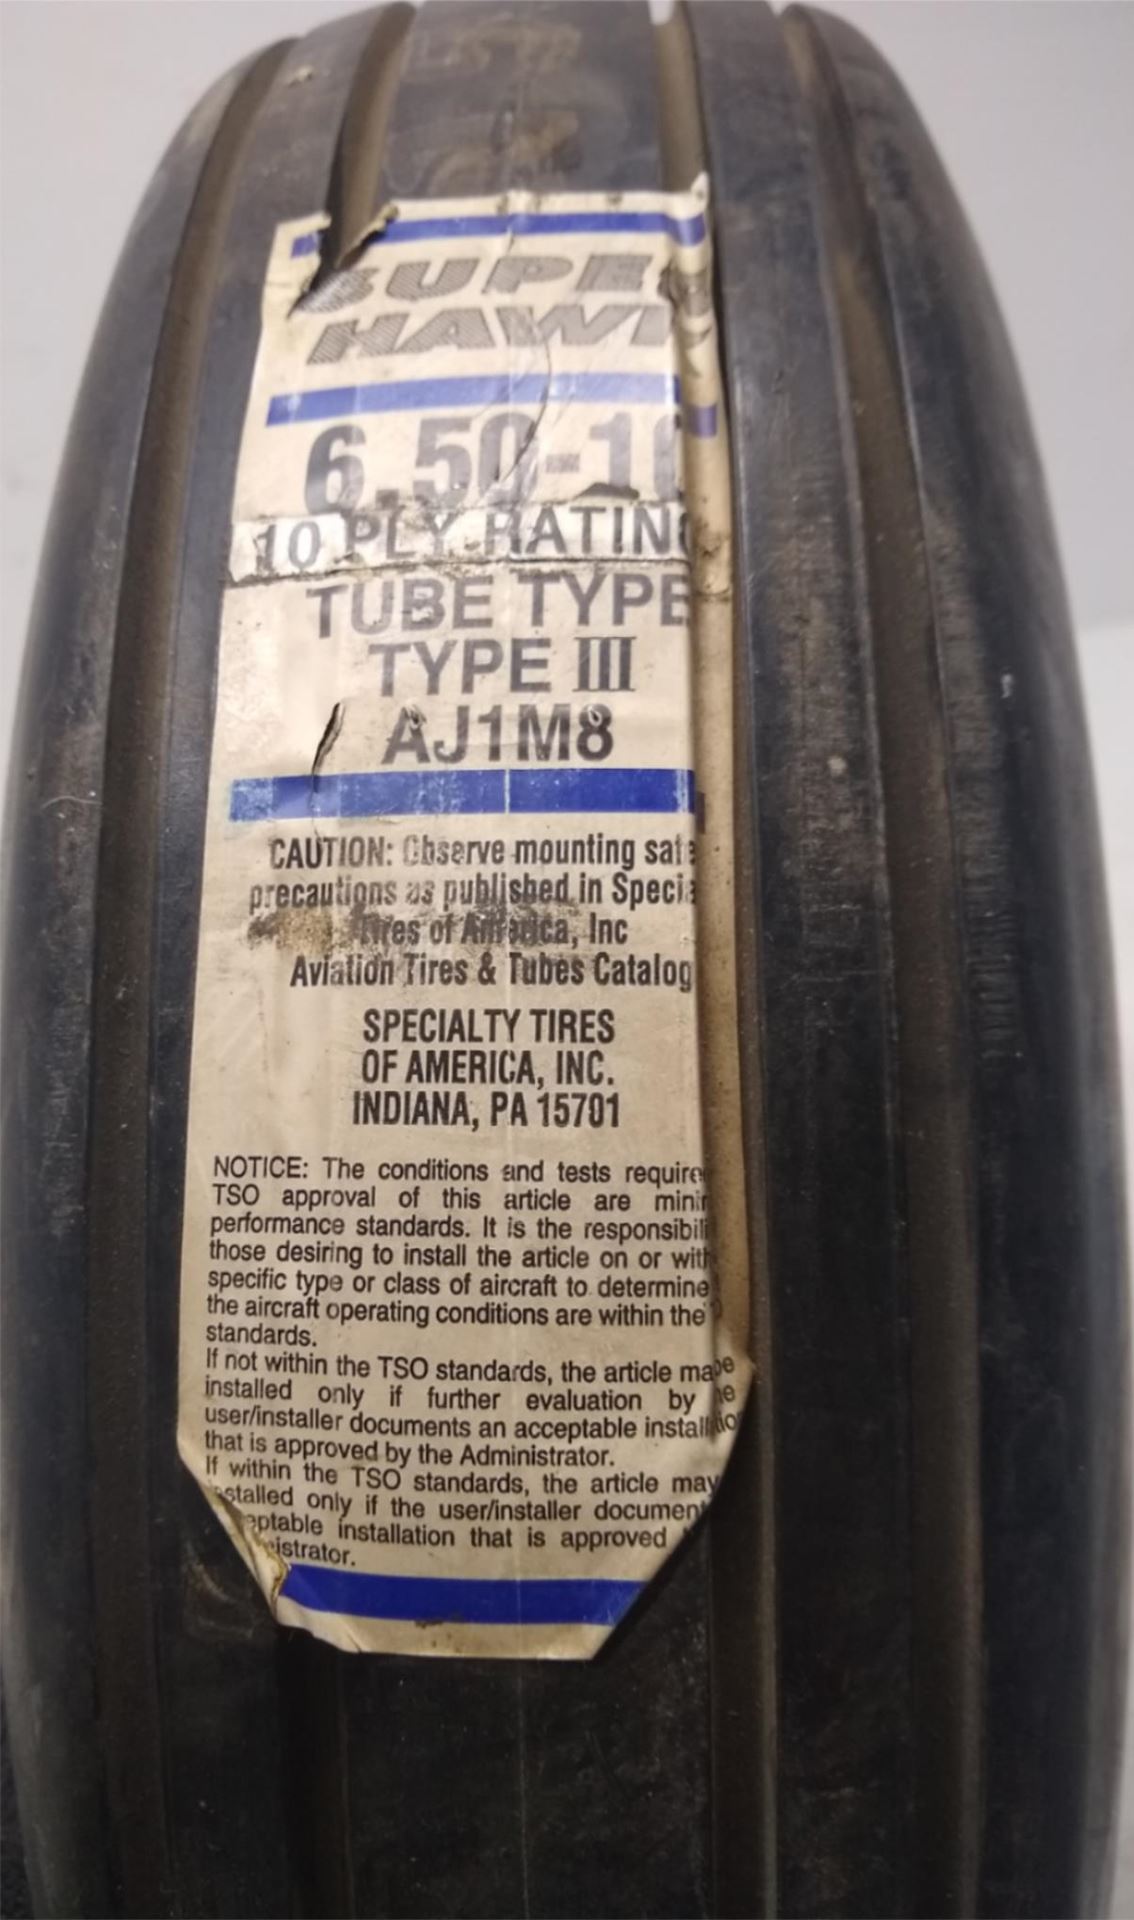 SUPER
HAWK
6.50-10
10 PLY RATING
TUBE TYPE
TYPE III
AJ1M8
CAUTION: Observe mounting safe
precautions as published in Specia
Tires of America, Inc
Aviation Tires & Tubes Catalog
SPECIALTY TIRES
OF AMERICA, INC.
INDIANA, PA 15701
NOTICE: The conditions and tests require
TSO approval of this article are minim
performance standards. It is the responsibili
those desiring to install the article on or with
specific type or class of aircraft to determine
the aircraft operating conditions are within the
standards.
If not within the TSO standards, the article may be
installed only if further evaluation by the
user/installer documents an acceptable installation
that is approved by the Administrator.
If within the TSO standards, the article may
installed only if the user/installer document
eptable installation that is approved
istrator.